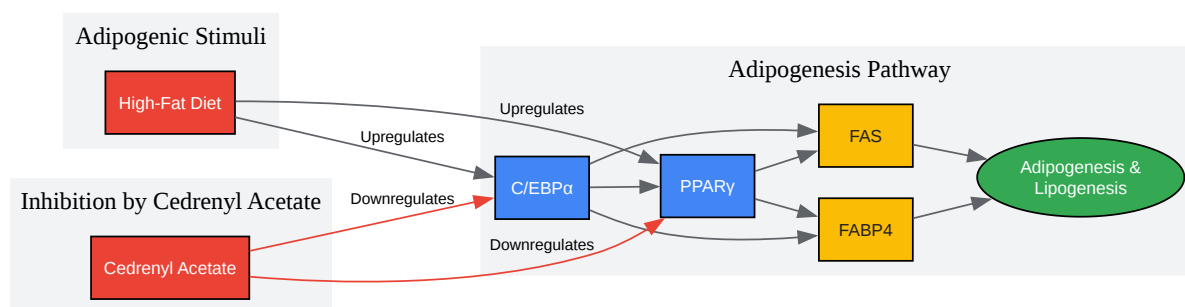 Adipogenic Stimuli
High-Fat Diet
Upregulates
Upregulates
Inhibition by Cedrenyl Acetate
Cedrenyl Acetate
Downregulates
Downregulates
Adipogenesis Pathway
C/EBPα
PPARγ
FAS
FABP4
Adipogenesis &
Lipogenesis